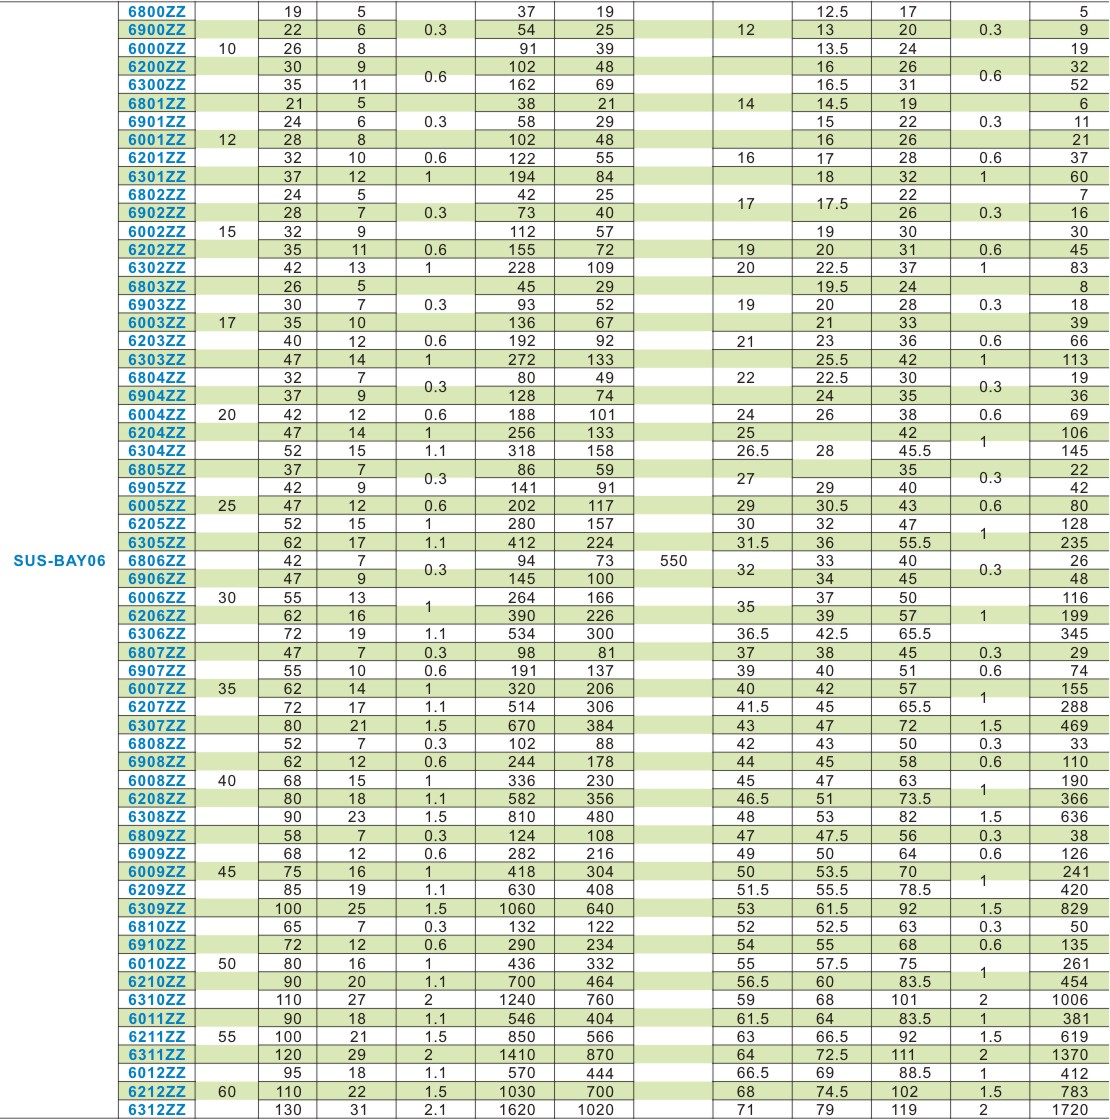 6800ZZ 19 5 37 19 12.5 17 5
6900ZZ 22 6 0.3 54 25 12 13 20 0.3 9
6000ZZ 10 26 8 91 39 13.5 24 19
6200ZZ 30 9 0.6 102 48 16 26 0.6 32
6300ZZ 35 11 162 69 16.5 31 52
6801ZZ 21 5 38 21 14 14.5 19 6
6901ZZ 24 6 0.3 58 29 15 22 0.3 11
6001ZZ 12 28 8 102 48 16 26 21
6201ZZ 32 10 0.6 122 55 16 17 28 0.6 37
6301ZZ 37 12 1 194 84 18 32 1 60
6802ZZ 24 5 42 25 17 17.5 22 7
6902ZZ 28 7 0.3 73 40 26 0.3 16
6002ZZ 15 32 9 112 57 19 30 30
6202ZZ 35 11 0.6 155 72 19 20 31 0.6 45
6302ZZ 42 13 1 228 109 20 22.5 37 1 83
6803ZZ 26 5 45 29 19.5 24 8
6903ZZ 30 7 0.3 93 52 19 20 28 0.3 18
6003ZZ 17 35 10 136 67 21 33 39
6203ZZ 40 12 0.6 192 92 21 23 36 0.6 66
6303ZZ 47 14 1 272 133 25.5 42 1 113
6804ZZ 32 7 0.3 80 49 22 22.5 30 0.3 19
6904ZZ 37 9 128 74 24 35 36
6004ZZ 20 42 12 0.6 188 101 24 26 38 0.6 69
6204ZZ 47 14 1 256 133 25 42 1 106
6304ZZ 52 15 1.1 318 158 26.5 28 45.5 145
6805ZZ 37 7 0.3 86 59 27 35 0.3 22
6905ZZ 42 9 141 91 29 40 42
6005ZZ 25 47 12 0.6 202 117 29 30.5 43 0.6 80
6205ZZ 52 15 1 280 157 30 32 47 1 128
6305ZZ 62 17 1.1 412 224 31.5 36 55.5 235
SUS-BAY06 6806ZZ 42 7 0.3 94 73 550 32 33 40 0.3 26
6906ZZ 47 9 145 100 34 45 48
6006ZZ 30 55 13 1 264 166 35 37 50 116
6206ZZ 62 16 390 226 39 57 1 199
6306ZZ 72 19 1.1 534 300 36.5 42.5 65.5 345
6807ZZ 47 7 0.3 98 81 37 38 45 0.3 29
6907ZZ 55 10 0.6 191 137 39 40 51 0.6 74
6007ZZ 35 62 14 1 320 206 40 42 57 1 155
6207ZZ 72 17 1.1 514 306 41.5 45 65.5 288
6307ZZ 80 21 1.5 670 384 43 47 72 1.5 469
6808ZZ 52 7 0.3 102 88 42 43 50 0.3 33
6908ZZ 62 12 0.6 244 178 44 45 58 0.6 110
6008ZZ 40 68 15 1 336 230 45 47 63 1 190
6208ZZ 80 18 1.1 582 356 46.5 51 73.5 366
6308ZZ 90 23 1.5 810 480 48 53 82 1.5 636
6809ZZ 58 7 0.3 124 108 47 47.5 56 0.3 38
6909ZZ 68 12 0.6 282 216 49 50 64 0.6 126
6009ZZ 45 75 16 1 418 304 50 53.5 70 1 241
6209ZZ 85 19 1.1 630 408 51.5 55.5 78.5 420
6309ZZ 100 25 1.5 1060 640 53 61.5 92 1.5 829
6810ZZ 65 7 0.3 132 122 52 52.5 63 0.3 50
6910ZZ 72 12 0.6 290 234 54 55 68 0.6 135
6010ZZ 50 80 16 1 436 332 55 57.5 75 1 261
6210ZZ 90 20 1.1 700 464 56.5 60 83.5 454
6310ZZ 110 27 2 1240 760 59 68 101 2 1006
6011ZZ 90 18 1.1 546 404 61.5 64 83.5 1 381
6211ZZ 55 100 21 1.5 850 566 63 66.5 92 1.5 619
6311ZZ 120 29 2 1410 870 64 72.5 111 2 1370
6012ZZ 95 18 1.1 570 444 66.5 69 88.5 1 412
6212ZZ 60 110 22 1.5 1030 700 68 74.5 102 1.5 783
6312ZZ 130 31 2.1 1620 1020 71 79 119 2 1720